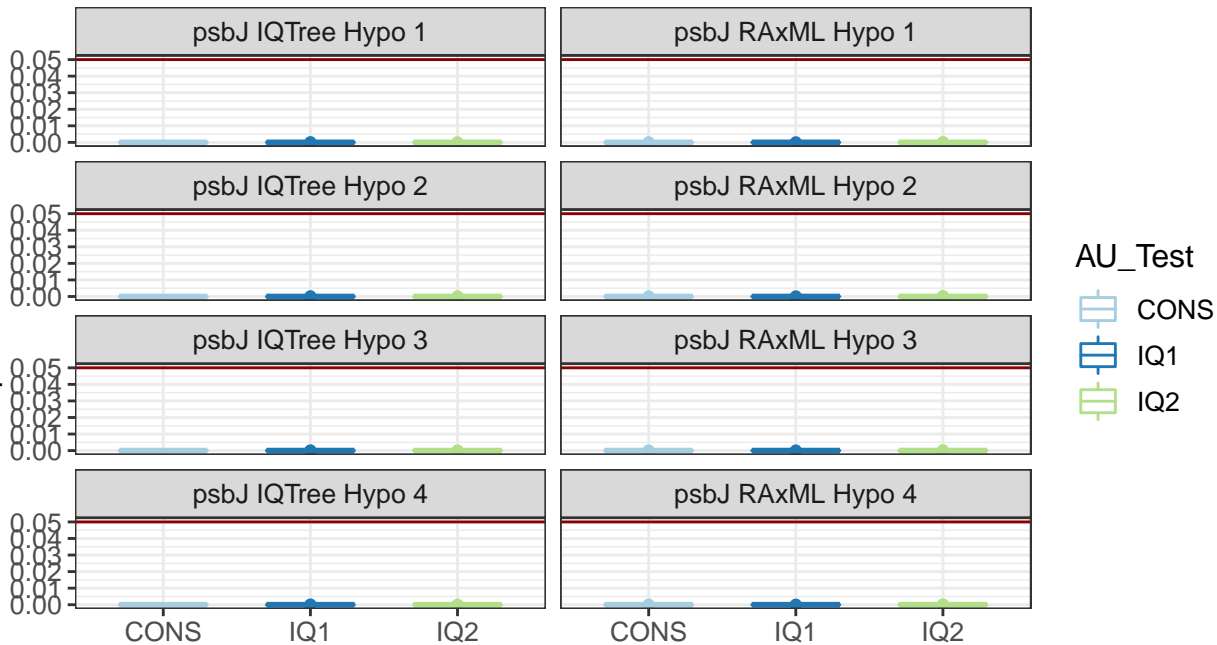 psbJ IQTree Hypo 1
psbJ RAxML Hypo 1
0.05
0.04
0.03
0.02
0.01
0.00
psbJ IQTree Hypo 2
psbJ RAxML Hypo 2
0.05
0.04
0.03
0.02
0.01
0.00
psbJ IQTree Hypo 3
psbJ RAxML Hypo 3
0.05
0.04
0.03
0.02
0.01
0.00
psbJ IQTree Hypo 4
psbJ RAxML Hypo 4
0.05
0.04
0.03
0.02
0.01
0.00
CONS IQ1 IQ2
CONS IQ1 IQ2
AU_Test
CONS
IQ1
IQ2